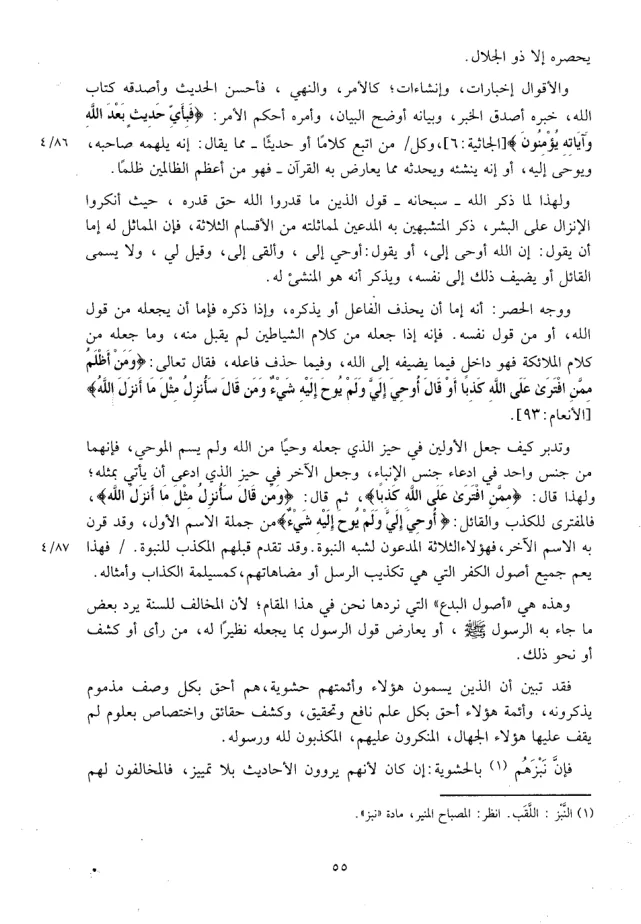 يحصره إلا ذو الجلال.
والأقوال إخبارات، وإنشاءات؛ كالأمر، والنهي ، فأحسن الحديث وأصدقه كتاب
الله، خبره أصدق الخبر، وبيانه أوضح البيان، وأمره أحكم الأمر: ﴿فَبِأَيِّ حَدِيث بَعْدَ اللَّهِ
وَآيَاتِه يُؤْمِنُونَ﴾[الجاثية:٦]،وكل/ من اتبع كلامًا أو حديثًا ـ مما يقال: إنه يلهمه صاحبه، ٤/٨٦
ويوحى إليه، أو إنه ينشئه ويحدثه مما يعارض به القرآن ـ فهو من أعظم الظالمين ظلمًا.
ولهذا لما ذكر الله ـ سبحانه ـ قول الذين ما قدروا الله حق قدره ، حيث أنكروا
الإنزال على البشر، ذكر المتشبهين به المدعين لمماثلته من الأقسام الثلاثة، فإن المماثل له إما
أن يقول: إن الله أوحى إلى، أو يقول:أوحي إلى ، وألقى إلى، وقيل لي ، ولا يسمى
القائل أو يضيف ذلك إلى نفسه، ويذكر أنه هو المنشئ له.
ووجه الحصر: أنه إما أن يحذف الفاعل أو يذكره، وإذا ذكره فإما أن يجعله من قول
الله، أو من قول نفسه. فإنه إذا جعله من كلام الشياطين لم يقبل منه، وما جعله من
كلام الملائكة فهو داخل فيما يضيفه إلى الله، وفيما حذف فاعله، فقال تعالى: ﴿وَمَنْ أَظْلَمُ
مِمَّنِ افْتَرَىٰ عَلَى اللَّهِ كَذِبًا أَوْ قَالَ أُوحِيَ إِلَيَّ وَلَمْ يُوحَ إِلَيْهِ شَيْءٌ وَمَن قَالَ سَأُنزِلُ مِثْلَ مَا أَنزَلَ اللَّهُ﴾
[الأنعام:٩٣].
وتدبر كيف جعل الأولين في حيز الذي جعله وحيًا من الله ولم يسم الموحي، فإنهما
من جنس واحد في ادعاء جنس الإنباء، وجعل الآخر في حيز الذي ادعى أن يأتي بمثله؛
ولهذا قال: ﴿مِمَّنِ افْتَرَىٰ عَلَى اللَّهِ كَذِبًا﴾، ثم قال: ﴿وَمَن قَالَ سَأُنزِلُ مِثْلَ مَا أَنزَلَ اللَّهُ﴾،
فالمفترى للكذب والقائل:﴿ أُوحِيَ إِلَيَّ وَلَمْ يُوحَ إِلَيْهِ شَيْءٌ﴾من جملة الاسم الأول، وقد قرن
به الاسم الآخر،فهؤلاءالثلاثة المدعون لشبه النبوة. وقد تقدم قبلهم المكذب للنبوة. / فهذا ٤/٨٧
يعم جميع أصول الكفر التي هي تكذيب الرسل أو مضاهاتهم،كمسيلمة الكذاب وأمثاله.
وهذه هي «أصول البدع» التي نردها نحن في هذا المقام؛ لأن المخالف للسنة يرد بعض
ما جاء به الرسول ﷺ ، أو يعارض قول الرسول بما يجعله نظيرًا له، من رأى أو كشف
أو نحو ذلك.
فقد تبين أن الذين يسمون هؤلاء وأئمتهم حشوية،هم أحق بكل وصف مذموم
يذكرونه، وأئمة هؤلاء أحق بكل علم نافع وتحقيق، وكشف حقائق واختصاص بعلوم لم
يقف عليها هؤلاء الجهال، المنكرون عليهم، المكذبون لله ورسوله.
فإنَّ نَبْزَهُم (١) بالحشوية:إن كان لأنهم يروون الأحاديث بلا تمييز، فالمخالفون لهم
(١) النَّبْز : اللَّقَب. انظر: المصباح المنير، مادة «نبز».
٥٥